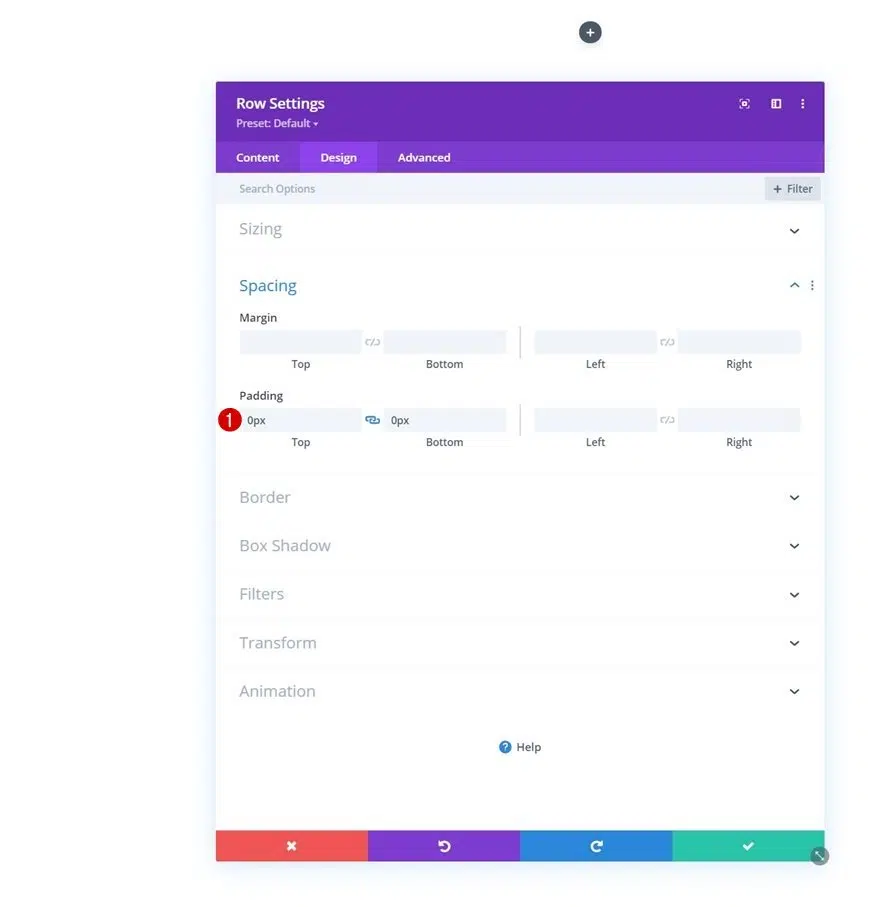 Row Settings
Preset: Default
Content Design Advanced
Search Options
+ Filter
Sizing
Spacing
Margin
Top Bottom Left Right
Padding
1 0px 0px
Top Bottom Left Right
Border
Box Shadow
Filters
Transform
Animation
? Help